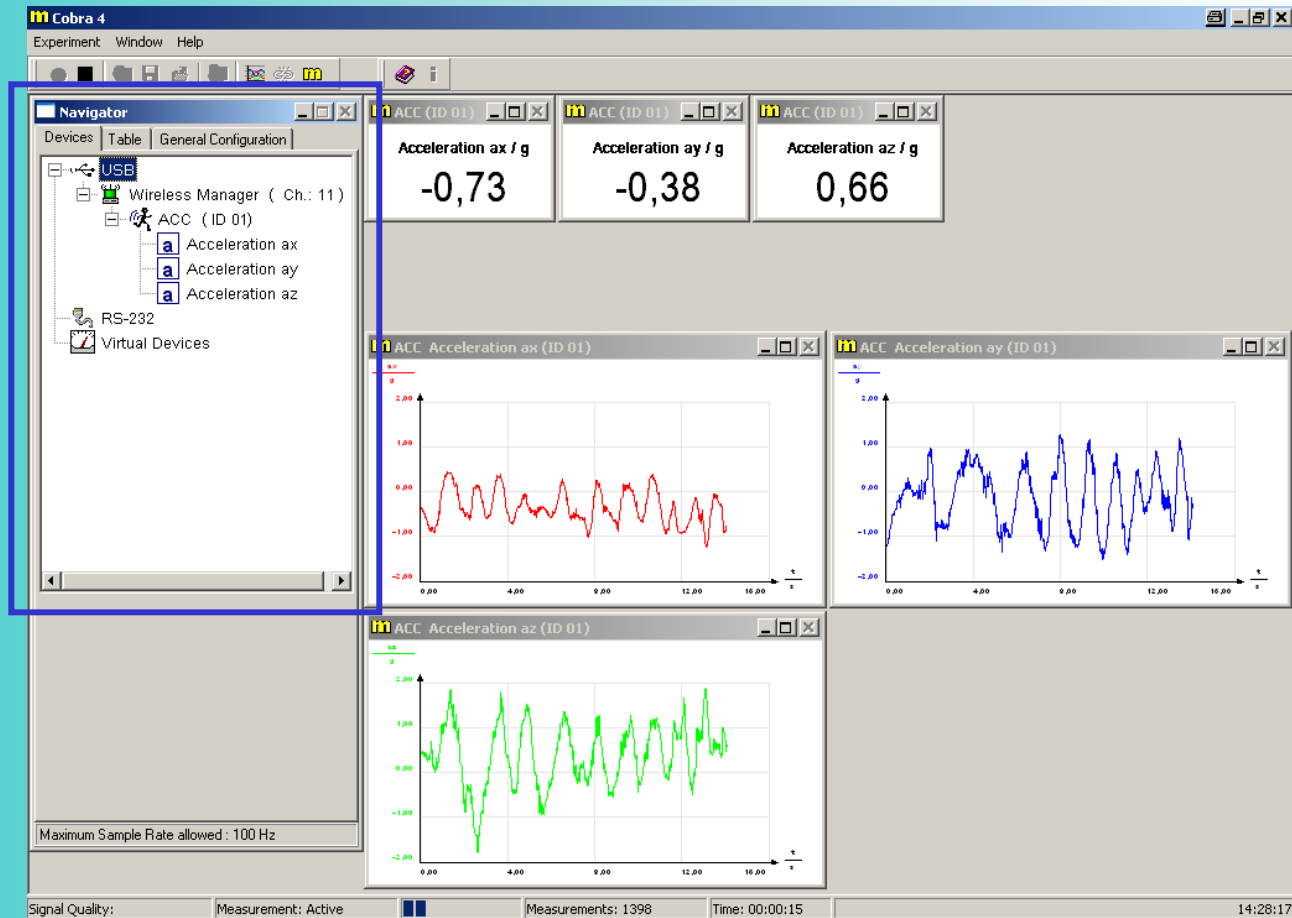 m Cobra 4
Experiment Window Help
m i
Navigator
Devices Table General Configuration
USB
Wireless Manager ( Ch.: 11 )
ACC (ID 01)
a Acceleration ax
a Acceleration ay
a Acceleration az
RS-232
Virtual Devices
Maximum Sample Rate allowed : 100 Hz
m ACC (ID 01)
Acceleration ax / g
-0,73
m ACC (ID 01)
Acceleration ay / g
-0,38
m ACC (ID 01)
Acceleration az / g
0,66
m ACC Acceleration ax (ID 01)
ax
g
2,00
1,00
0,00
-1,00
-2,00
0,00 4,00 8,00 12,00 16,00
t
s
m ACC Acceleration ay (ID 01)
ay
g
2,00
1,00
0,00
-1,00
-2,00
0,00 4,00 8,00 12,00 16,00
t
s
m ACC Acceleration az (ID 01)
az
g
2,00
1,00
0,00
-1,00
-2,00
0,00 4,00 8,00 12,00 16,00
t
s
Signal Quality: Measurement: Active Measurements: 1398 Time: 00:00:15 14:28:17